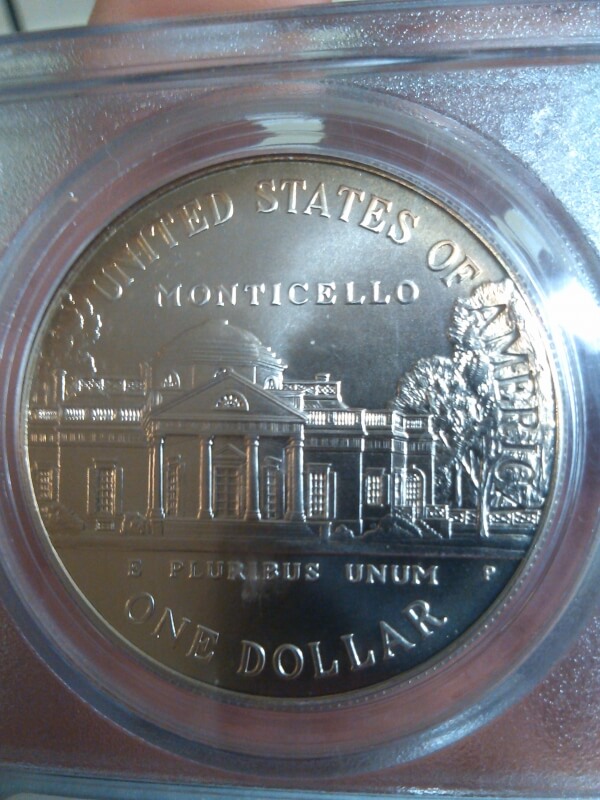 UNITED STATES OF AMERICA
MONTICELLO
E PLURIBUS UNUM P
ONE DOLLAR